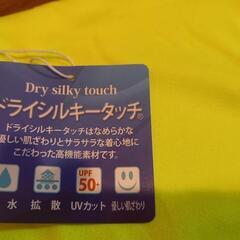 Dry silky touch
ドライシルキータッチ®
ドライシルキータッチはなめらかな
優しい肌ざわりとサラサラな着心地に
こだわった高機能素材です。
UPF
50+
水 拡 散 UVカット 優しい肌ざわり